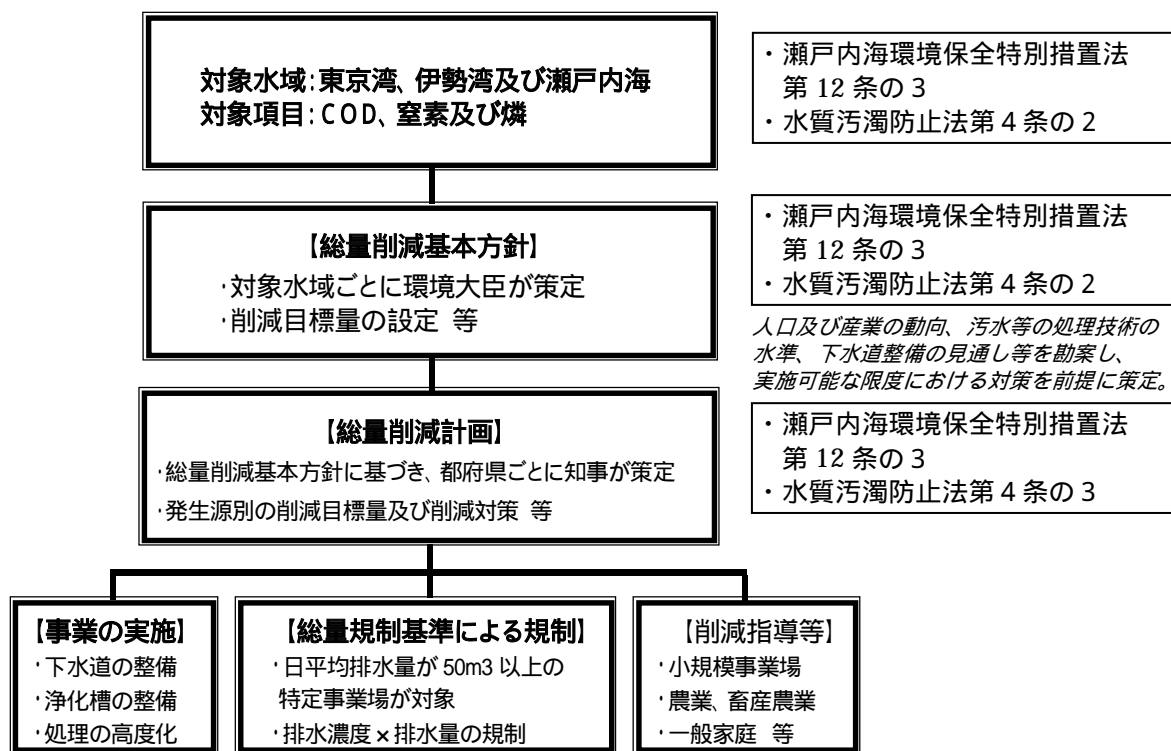 対象水域:東京湾、伊勢湾及び瀬戸内海
対象項目:COD、窒素及び燐
・瀬戸内海環境保全特別措置法
第 12 条の 3
・水質汚濁防止法第 4 条の 2
【総量削減基本方針】
・対象水域ごとに環境大臣が策定
・削減目標量の設定 等
・瀬戸内海環境保全特別措置法
第 12 条の 3
・水質汚濁防止法第 4 条の 2
人口及び産業の動向、汚水等の処理技術の
水準、下水道整備の見通し等を勘案し、
実施可能な限度における対策を前提に策定。
【総量削減計画】
・総量削減基本方針に基づき、都府県ごとに知事が策定
・発生源別の削減目標量及び削減対策 等
・瀬戸内海環境保全特別措置法
第 12 条の 3
・水質汚濁防止法第 4 条の 3
【事業の実施】
・下水道の整備
・浄化槽の整備
・処理の高度化
【総量規制基準による規制】
・日平均排水量が 50m3 以上の
特定事業場が対象
・排水濃度×排水量の規制
【削減指導等】
・小規模事業場
・農業、畜産農業
・一般家庭 等